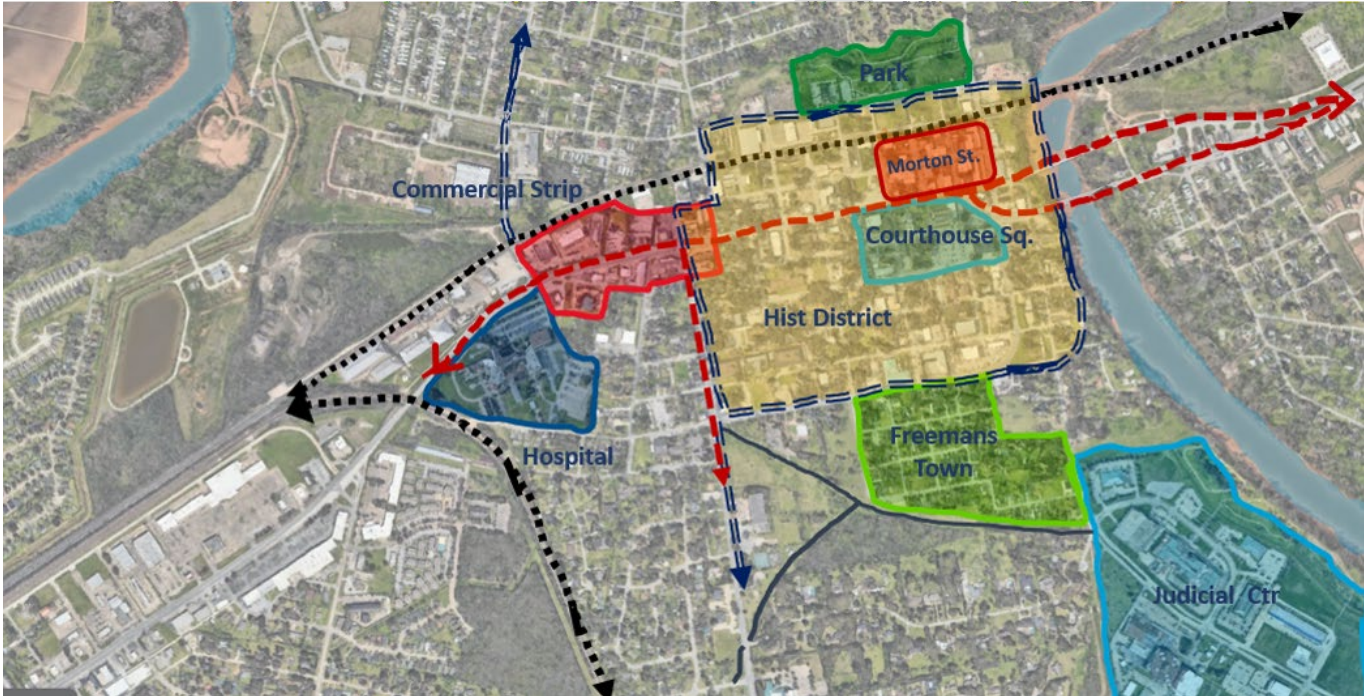 Park
Morton St.
Commercial Strip
Courthouse Sq.
Hist District
Freemans
Town
Hospital
Judicial Ctr